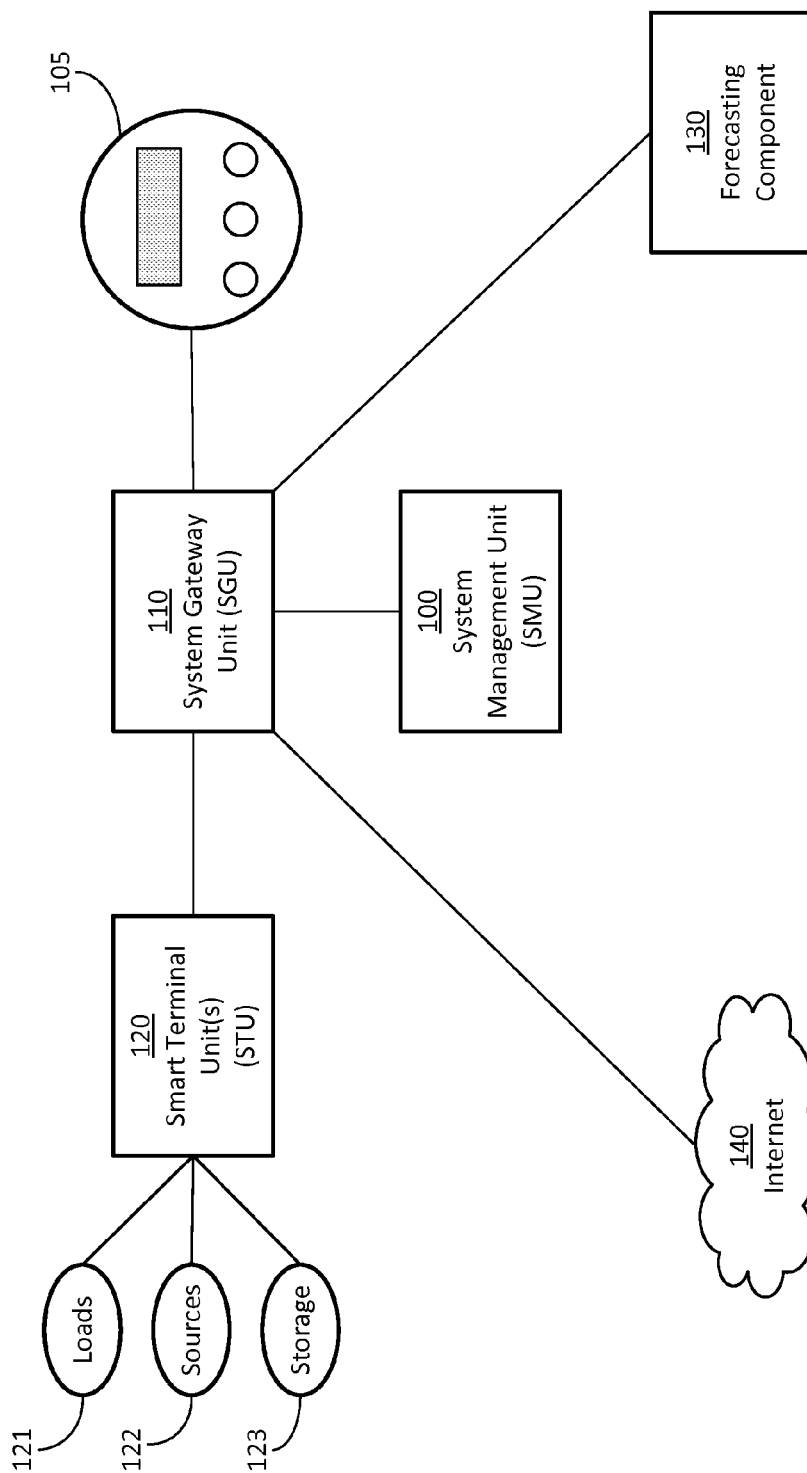 121
Loads
122
Sources
123
Storage
120
Smart Terminal
Unit(s)
(STU)
110
System Gateway
Unit (SGU)
105
100
System
Management Unit
(SMU)
140
Internet
130
Forecasting
Component